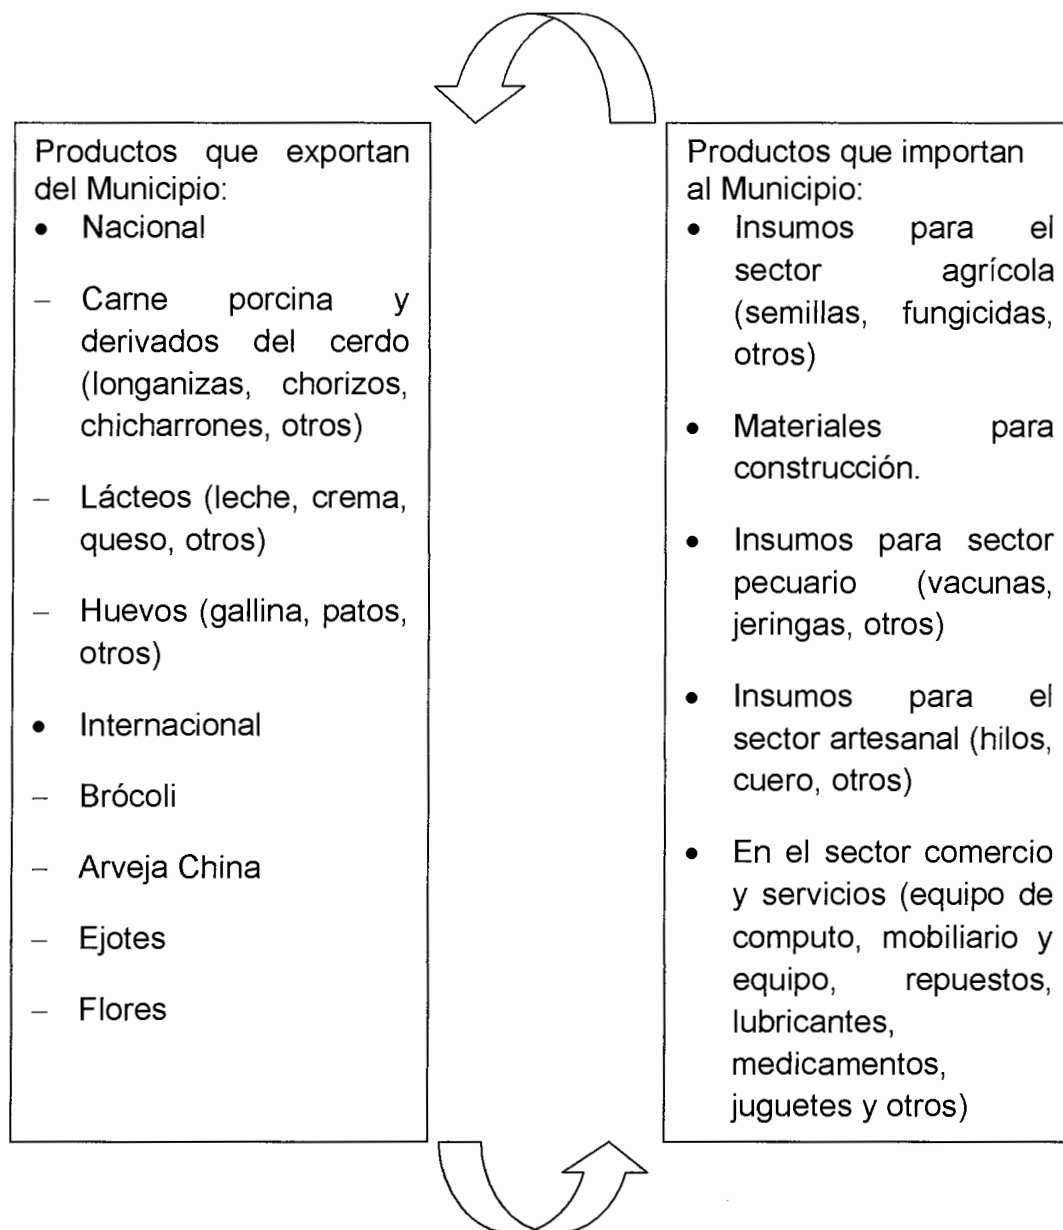 Productos que exportan
del Municipio:
• Nacional
– Carne porcina y
derivados del cerdo
(longanizas, chorizos,
chicharrones, otros)
– Lácteos (leche, crema,
queso, otros)
– Huevos (gallina, patos,
otros)
• Internacional
– Brócoli
– Arveja China
– Ejotes
– Flores
Productos que importan
al Municipio:
• Insumos para el
sector agrícola
(semillas, fungicidas,
otros)
• Materiales para
construcción.
• Insumos para sector
pecuario (vacunas,
jeringas, otros)
• Insumos para el
sector artesanal (hilos,
cuero, otros)
• En el sector comercio
y servicios (equipo de
computo, mobiliario y
equipo, repuestos,
lubricantes,
medicamentos,
juguetes y otros)